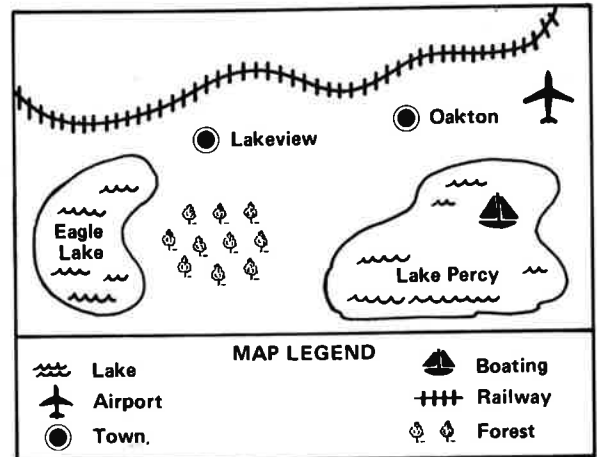 Oakton
Lakeview
Eagle
Lake
Lake Percy
MAP LEGEND
Lake
Airport
Town.
Boating
Railway
Forest